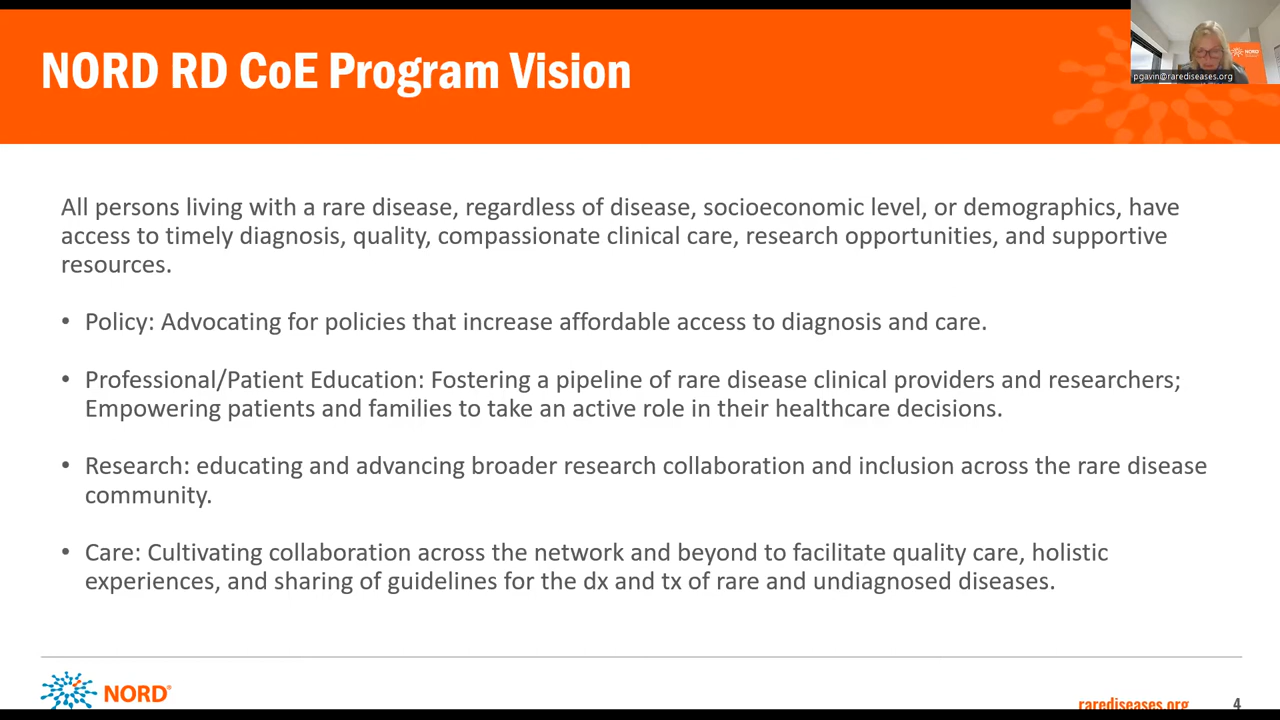 NORD RD CoE Program Vision
pgavin@rarediseases.org
NORD
All persons living with a rare disease, regardless of disease, socioeconomic level, or demographics, have
access to timely diagnosis, quality, compassionate clinical care, research opportunities, and supportive
resources.
• Policy: Advocating for policies that increase affordable access to diagnosis and care.
• Professional/Patient Education: Fostering a pipeline of rare disease clinical providers and researchers;
Empowering patients and families to take an active role in their healthcare decisions.
• Research: educating and advancing broader research collaboration and inclusion across the rare disease
community.
• Care: Cultivating collaboration across the network and beyond to facilitate quality care, holistic
experiences, and sharing of guidelines for the dx and tx of rare and undiagnosed diseases.
NORD®
rarediseases.org
4